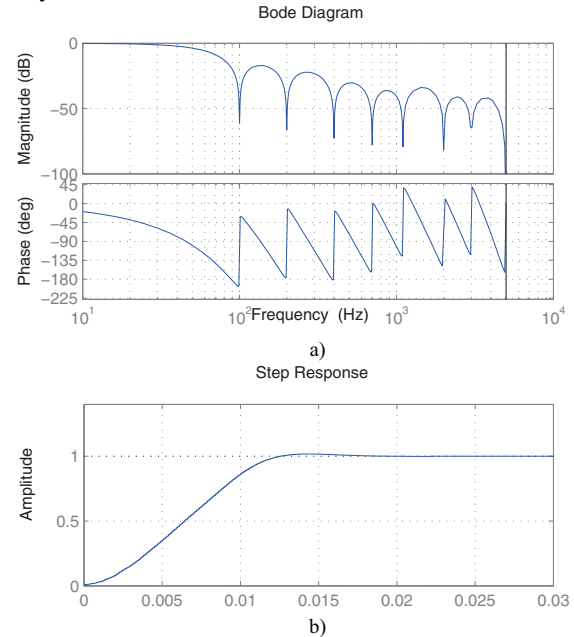 Bode Diagram
0
−50
−100
Magnitude (dB)
45
0
−45
−90
−135
−180
−225
Phase (deg)
10^1 10^2 10^3 10^4
Frequency (Hz)
a)
Step Response
1
0.5
0
Amplitude
0 0.005 0.01 0.015 0.02 0.025 0.03
b)